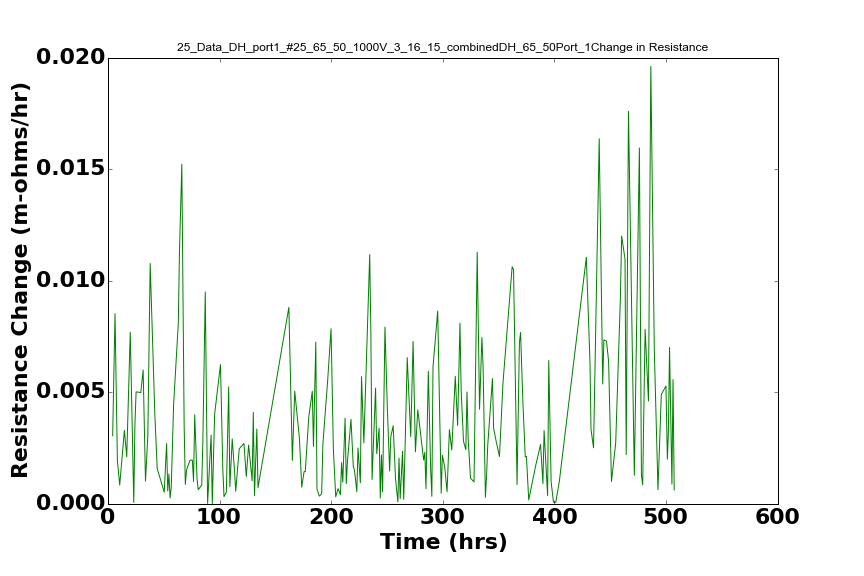 25_Data_DH_port1_#25_65_50_1000V_3_16_15_combinedDH_65_50Port_1Change in Resistance
0.020
0.015
0.010
0.005
0.000
Resistance Change (m-ohms/hr)
0 100 200 300 400 500 600
Time (hrs)